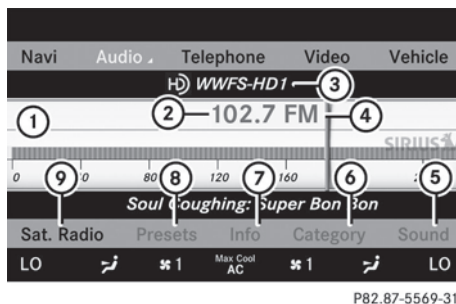 Navi Audio Telephone Video Vehicle
HD WWFS-HD1 3
1 2 102.7 FM 4
SIRIUS
0 80 120 160
9 8 7 6 5
Soul Coughing: Super Bon Bon
Sat. Radio Presets Info Category Sound
LO 1 Max Cool AC 1 LO
P82.87-5569-31